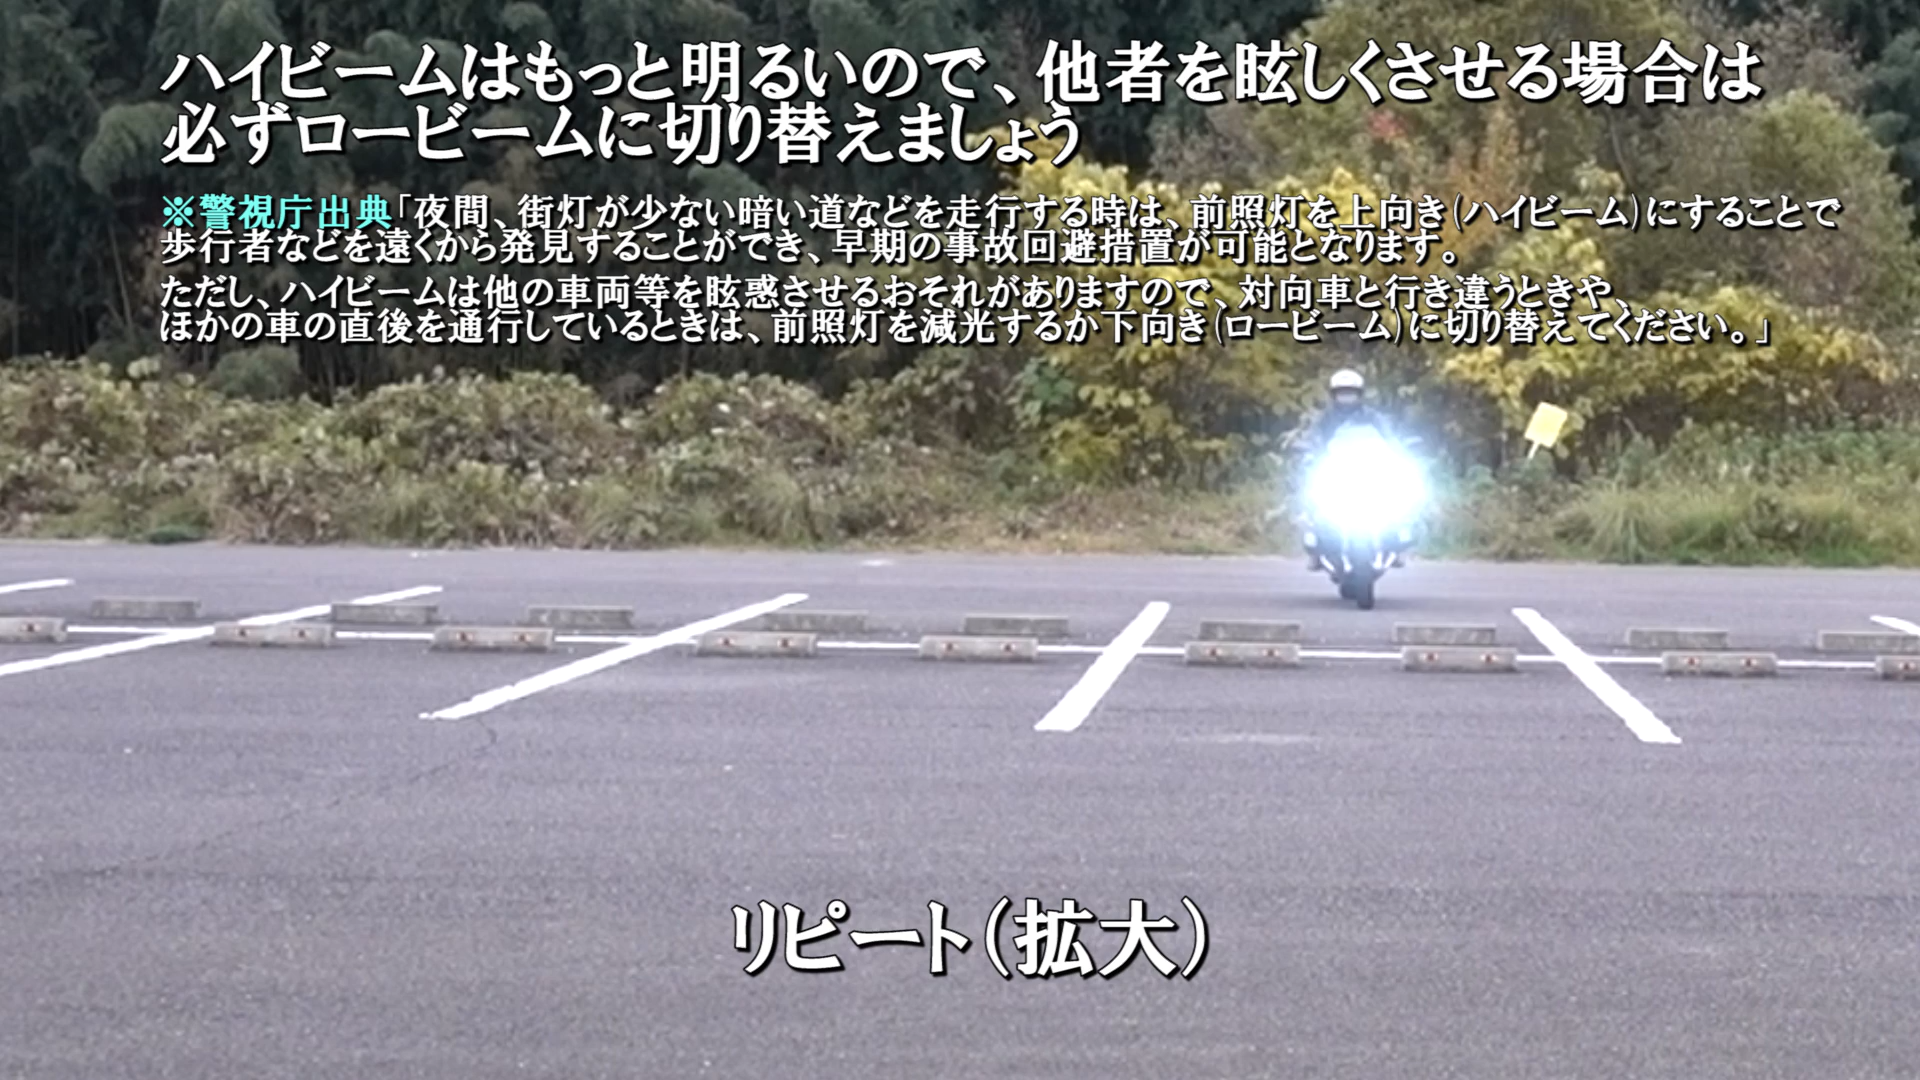 ハイビームはもっと明るいので、他者を眩しくさせる場合は
必ずロービームに切り替えましょう
※警視庁出典「夜間、街灯が少ない暗い道などを走行する時は、前照灯を上向き(ハイビーム)にすることで
歩行者などを遠くから発見することができ、早期の事故回避措置が可能となります。
ただし、ハイビームは他の車両等を眩惑させるおそれがありますので、対向車と行き違うときや、
ほかの車の直後を通行しているときは、前照灯を減光するか下向き(ロービーム)に切り替えてください。」
リピート(拡大)